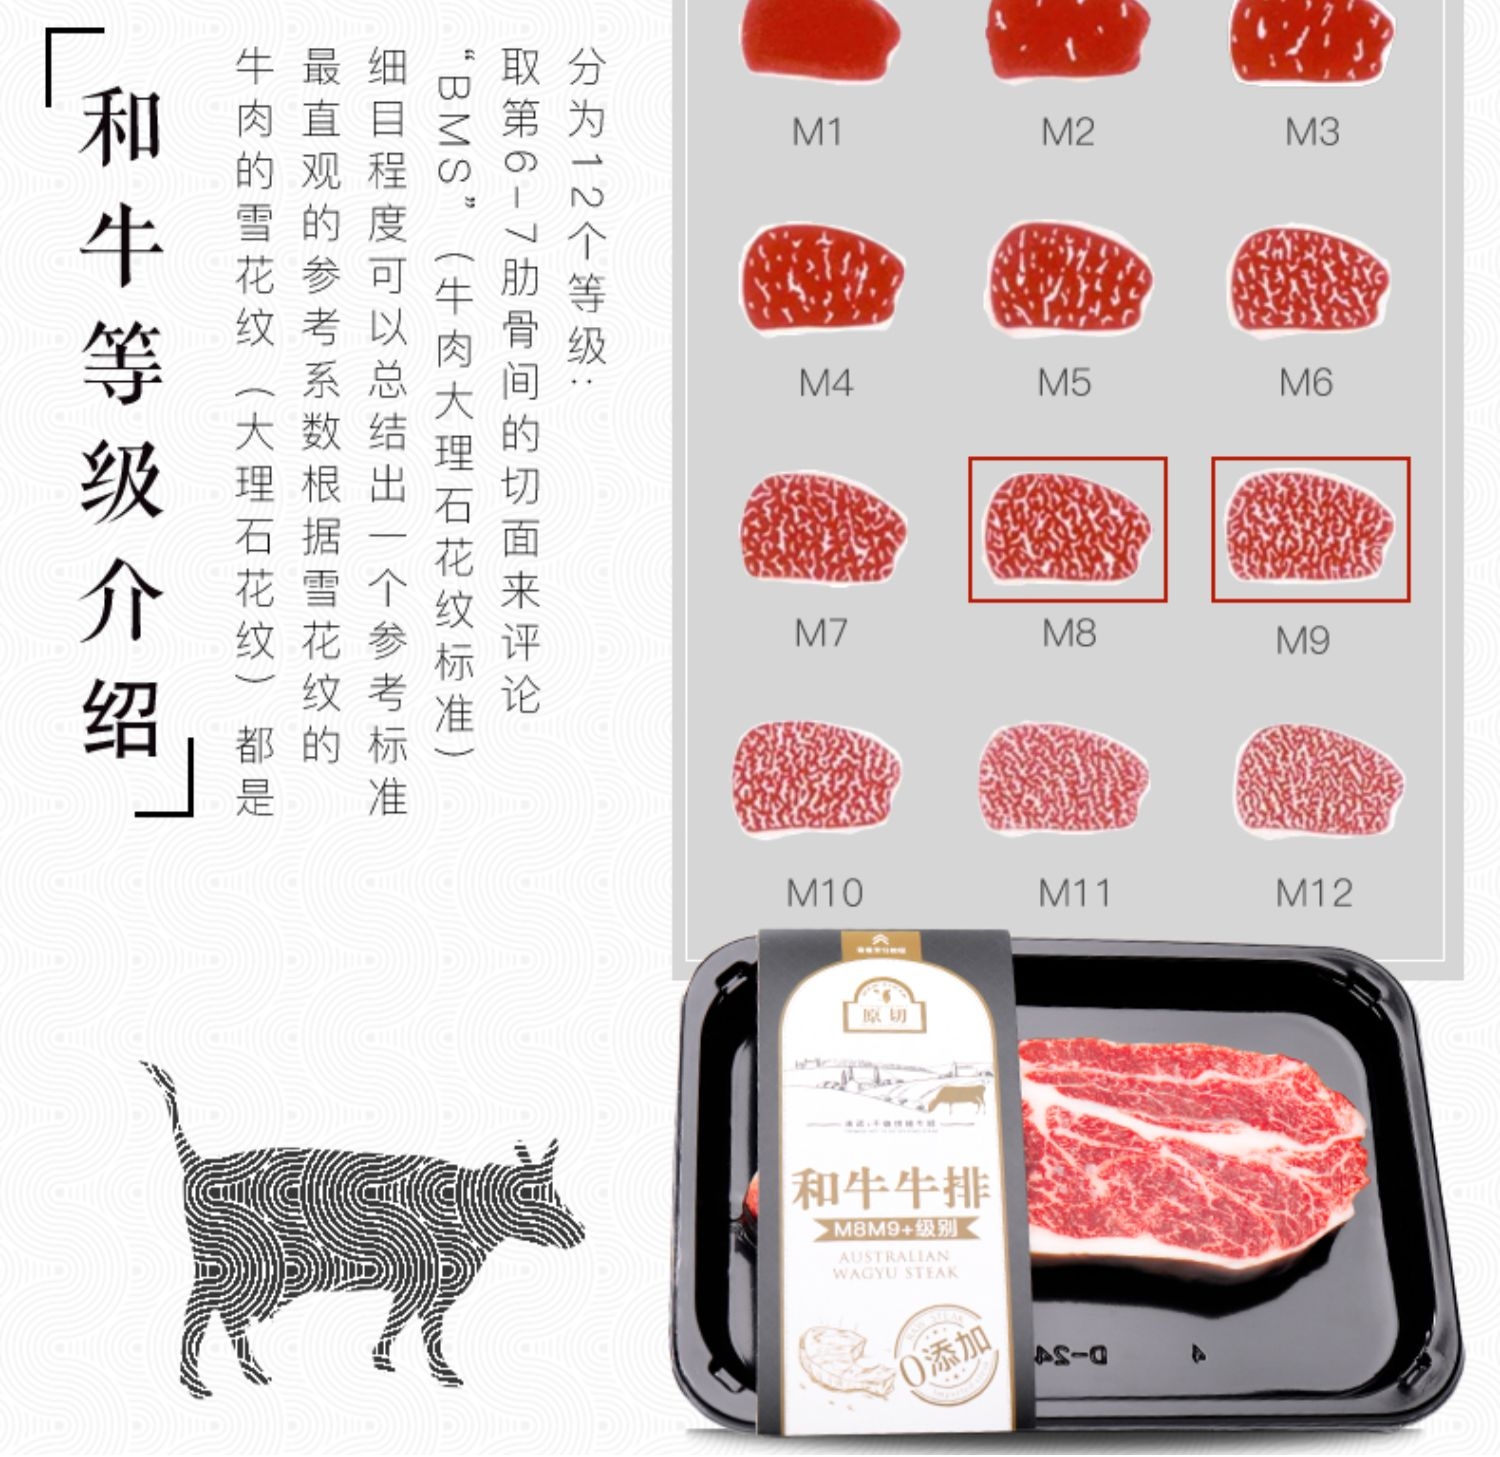 和牛等级介绍
牛肉的雪花纹（大理石花纹）都是
最直观的参考系数根据雪花纹的
细目程度可以总结出一个参考标准
“BMS”（牛肉大理石花纹标准）
取第6-7肋骨间的切面来评论
分为12个等级：
M1
M2
M3
M4
M5
M6
M7
M8
M9
M10
M11
M12
原切
和牛牛排
M8M9+级别
AUSTRALIAN
WAGYU STEAK
RAW STEAK
0添加
D-24
4